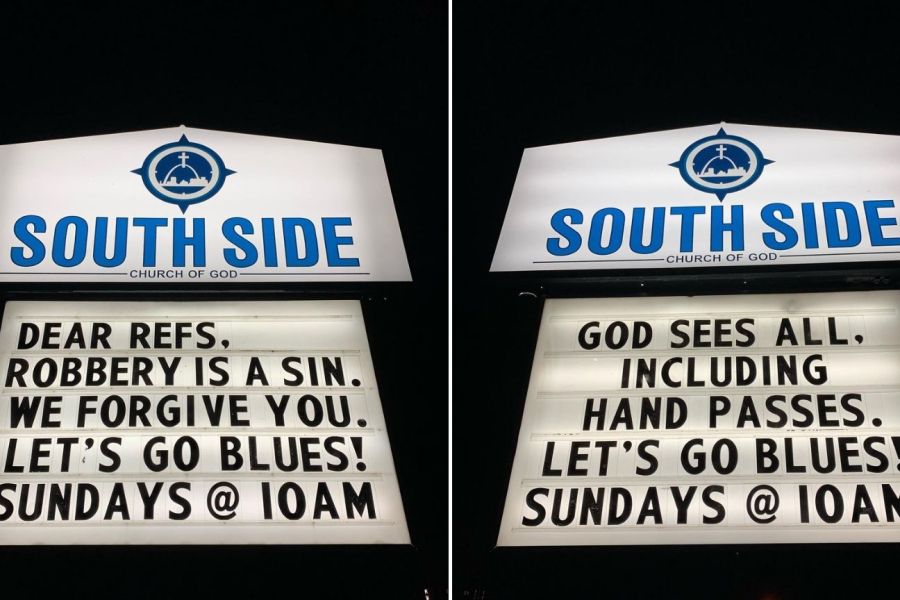 SOUTH SIDE
CHURCH OF GOD
DEAR REFS,
ROBBERY IS A SIN.
WE FORGIVE YOU.
LET'S GO BLUES!
SUNDAYS @ 10AM
SOUTH SIDE
CHURCH OF GOD
GOD SEES ALL,
INCLUDING
HAND PASSES.
LET'S GO BLUES!
SUNDAYS @ 10AM